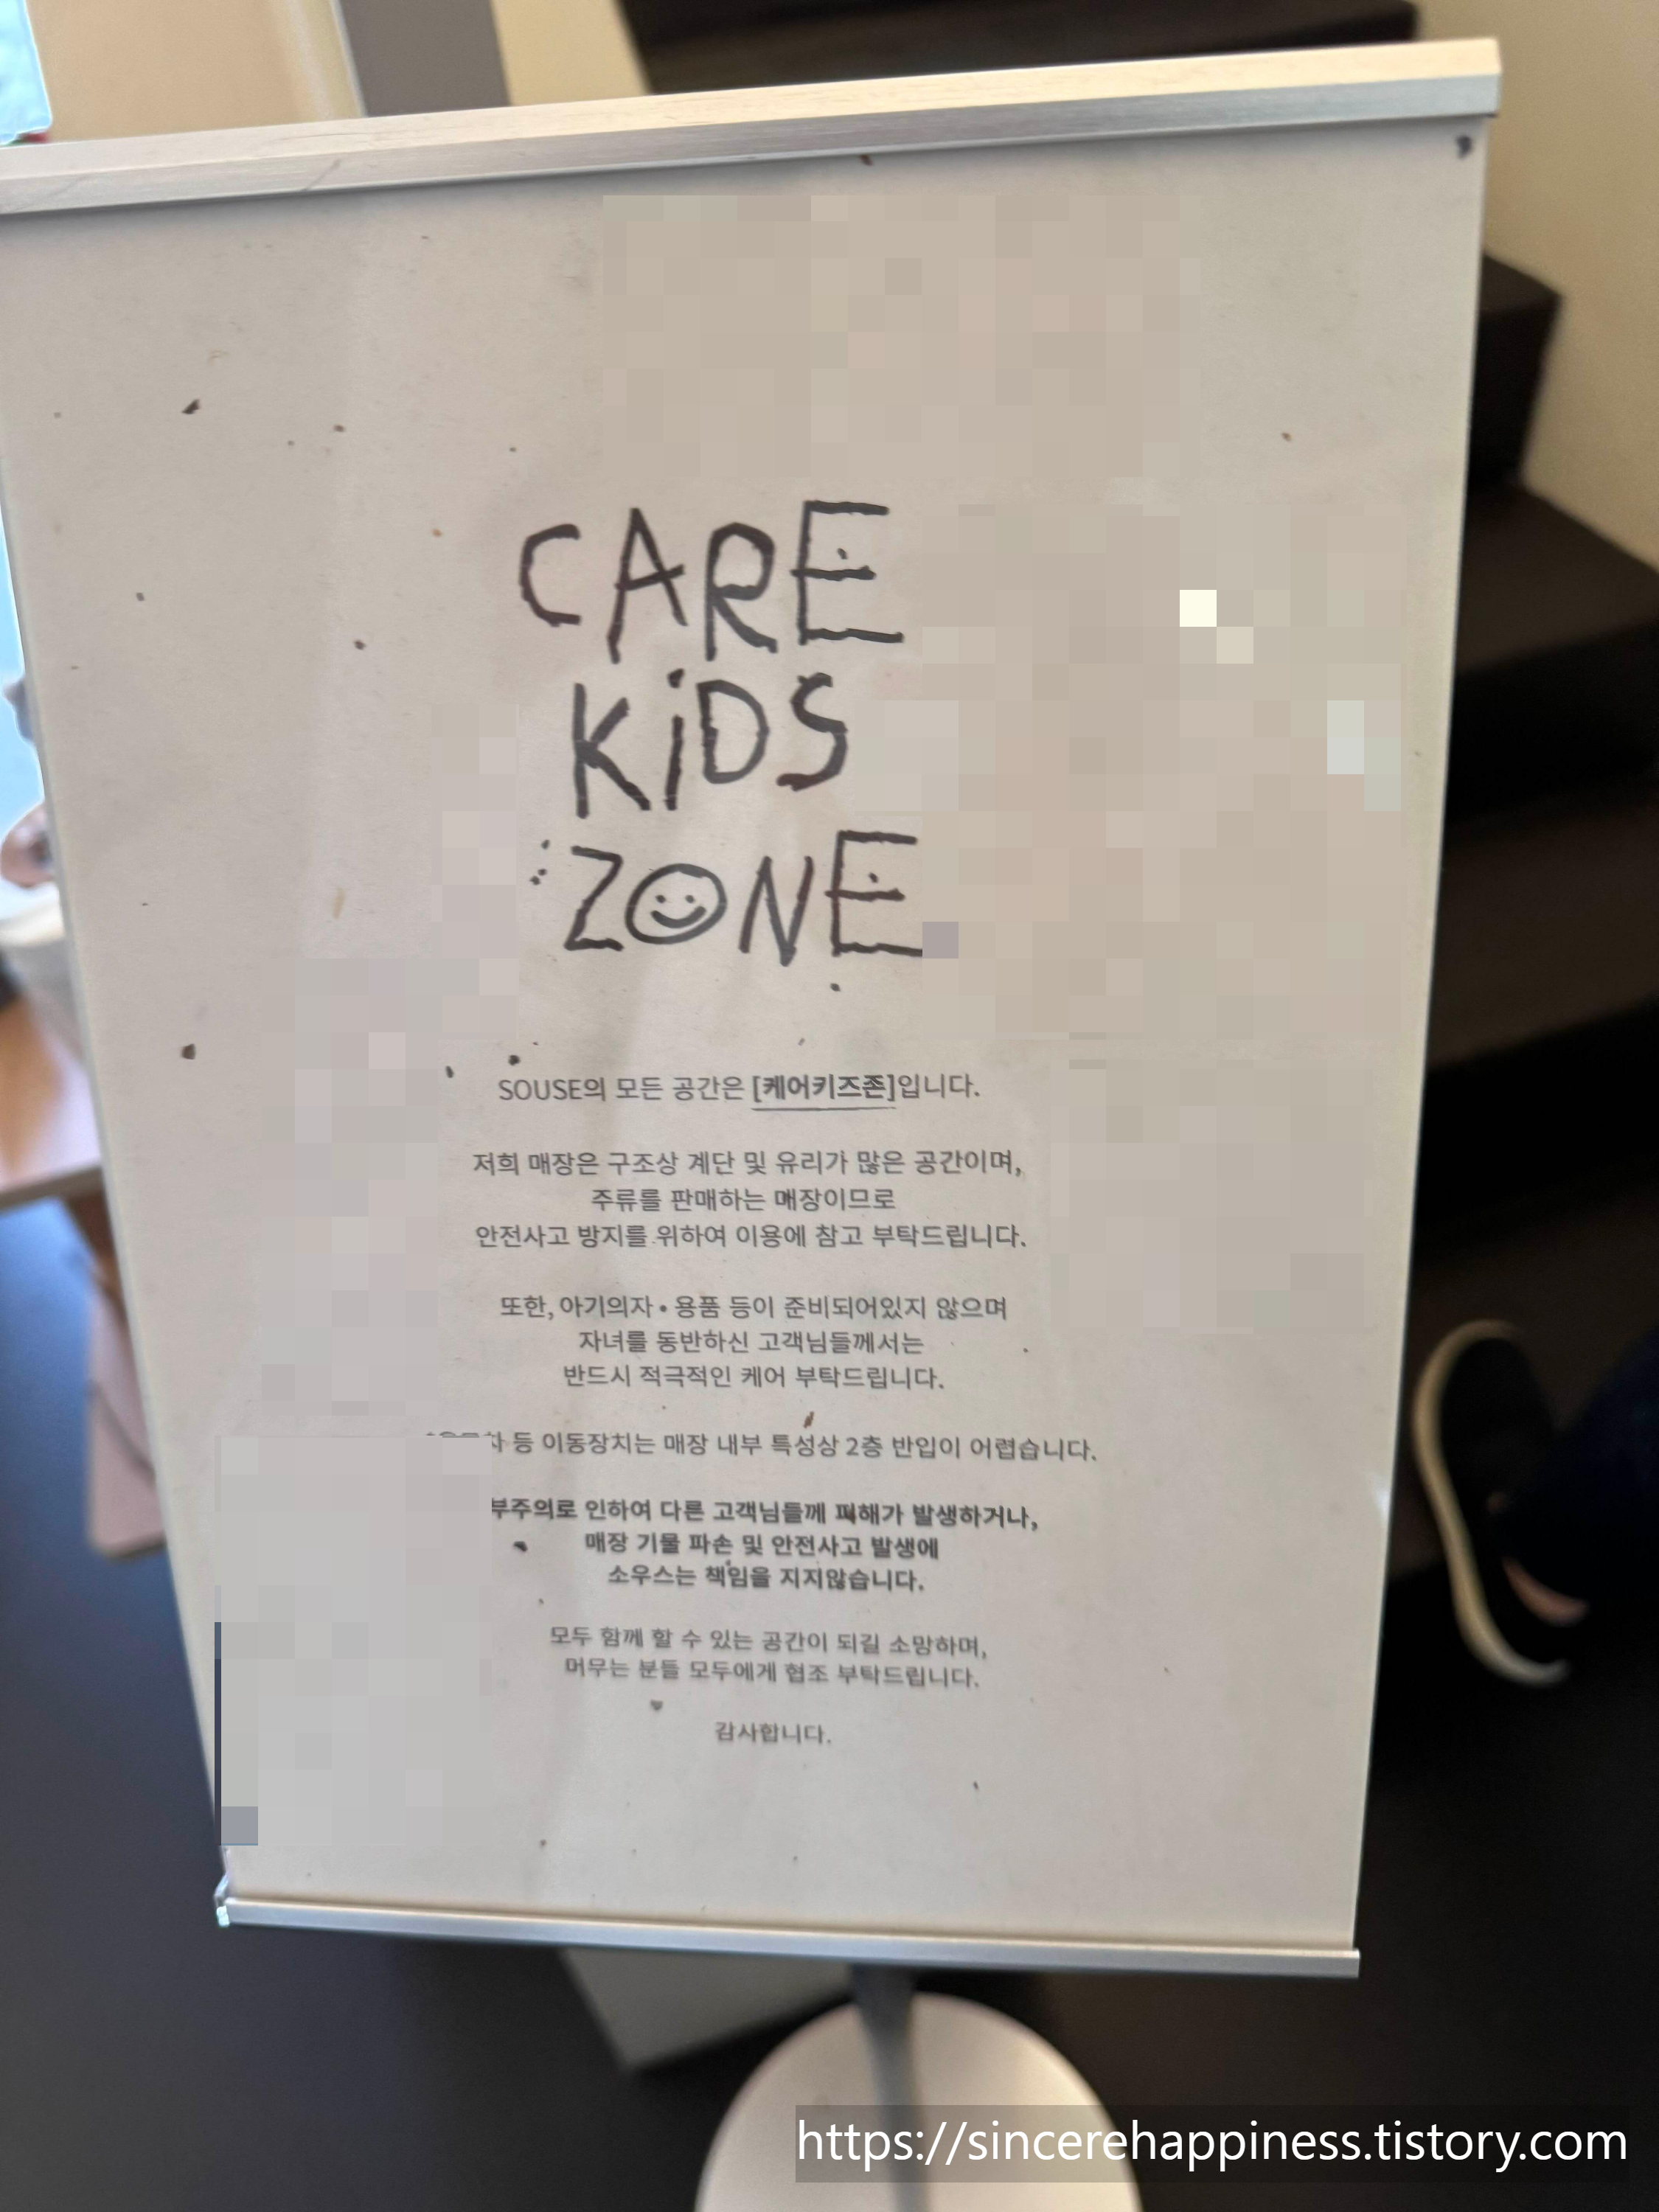 CARE
KiDS
ZONE
SOUSE의 모든 공간은 [케어키즈존]입니다.
저희 매장은 구조상 계단 및 유리가 많은 공간이며,
주류를 판매하는 매장이므로
안전사고 방지를 위하여 이용에 참고 부탁드립니다.
또한, 아기의자 • 용품 등이 준비되어있지 않으며
자녀를 동반하신 고객님들께서는
반드시 적극적인 케어 부탁드립니다.
등 이동장치는 매장 내부 특성상 2층 반입이 어렵습니다.
부주의로 인하여 다른 고객님들께 피해가 발생하거나,
매장 기물 파손 및 안전사고 발생에
소우스는 책임을 지지않습니다.
모두 함께 할 수 있는 공간이 되길 소망하며,
머무는 분들 모두에게 협조 부탁드립니다.
감사합니다.
https://sincerehappiness.tistory.com